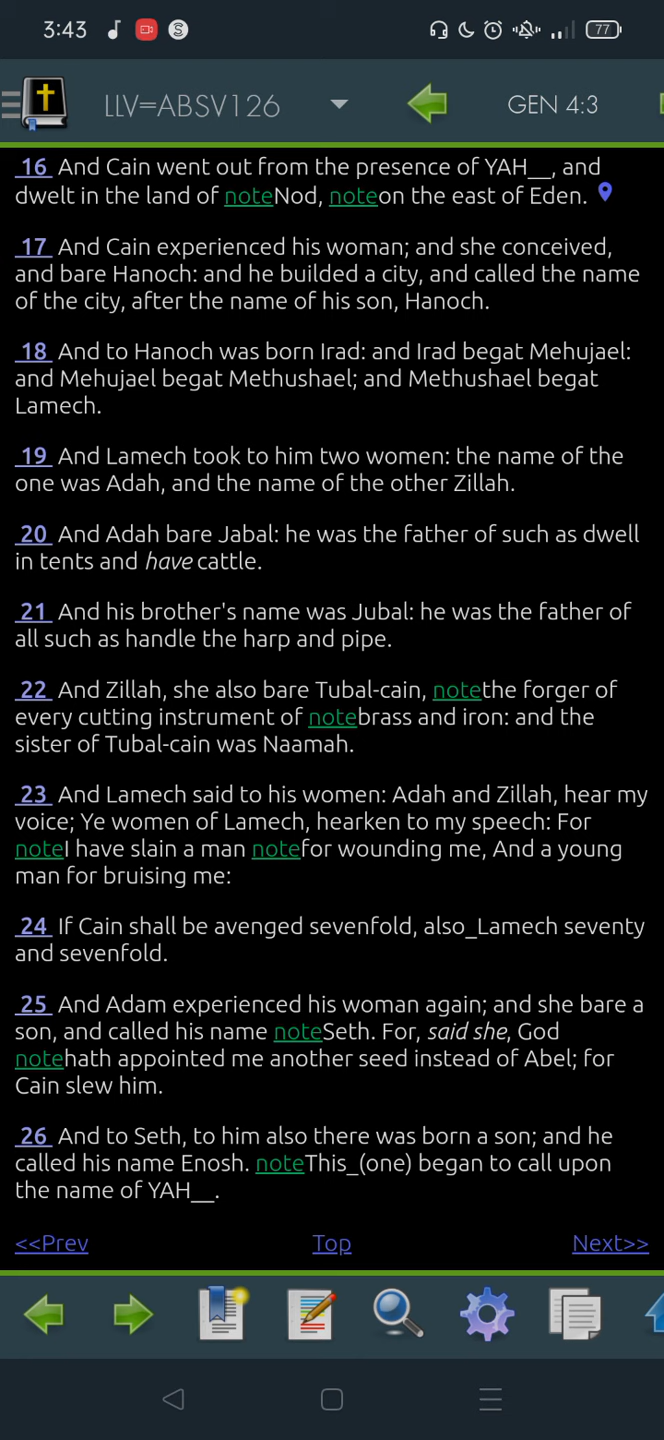 3:43
77
LLV=ABSV126
GEN 4:3
16 And Cain went out from the presence of YAH__, and
dwelt in the land of noteNod, noteon the east of Eden.
17 And Cain experienced his woman; and she conceived,
and bare Hanoch: and he builded a city, and called the name
of the city, after the name of his son, Hanoch.
18 And to Hanoch was born Irad: and Irad begat Mehujael:
and Mehujael begat Methushael; and Methushael begat
Lamech.
19 And Lamech took to him two women: the name of the
one was Adah, and the name of the other Zillah.
20 And Adah bare Jabal: he was the father of such as dwell
in tents and have cattle.
21 And his brother's name was Jubal: he was the father of
all such as handle the harp and pipe.
22 And Zillah, she also bare Tubal-cain, notethe forger of
every cutting instrument of notebrass and iron: and the
sister of Tubal-cain was Naamah.
23 And Lamech said to his women: Adah and Zillah, hear my
voice; Ye women of Lamech, hearken to my speech: For
noteI have slain a man notefor wounding me, And a young
man for bruising me:
24 If Cain shall be avenged sevenfold, also_Lamech seventy
and sevenfold.
25 And Adam experienced his woman again; and she bare a
son, and called his name noteSeth. For, said she, God
notehath appointed me another seed instead of Abel; for
Cain slew him.
26 And to Seth, to him also there was born a son; and he
called his name Enosh. noteThis_(one) began to call upon
the name of YAH__.
<<Prev Top Next>>